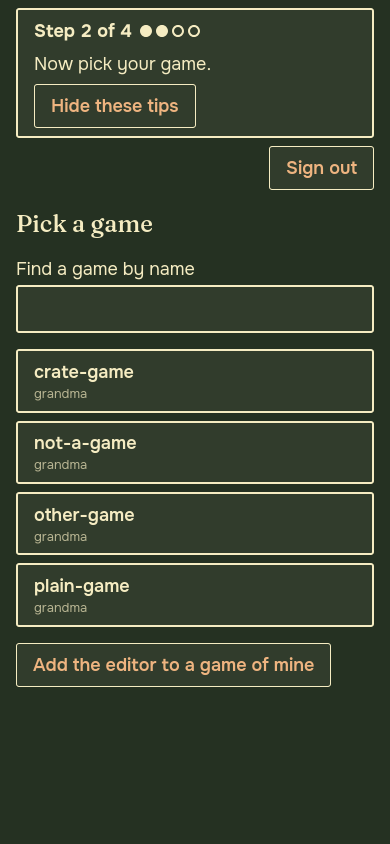 Step 2 of 4
Now pick your game.
Hide these tips
Sign out
Pick a game
Find a game by name
crate-game
grandma
not-a-game
grandma
other-game
grandma
plain-game
grandma
Add the editor to a game of mine